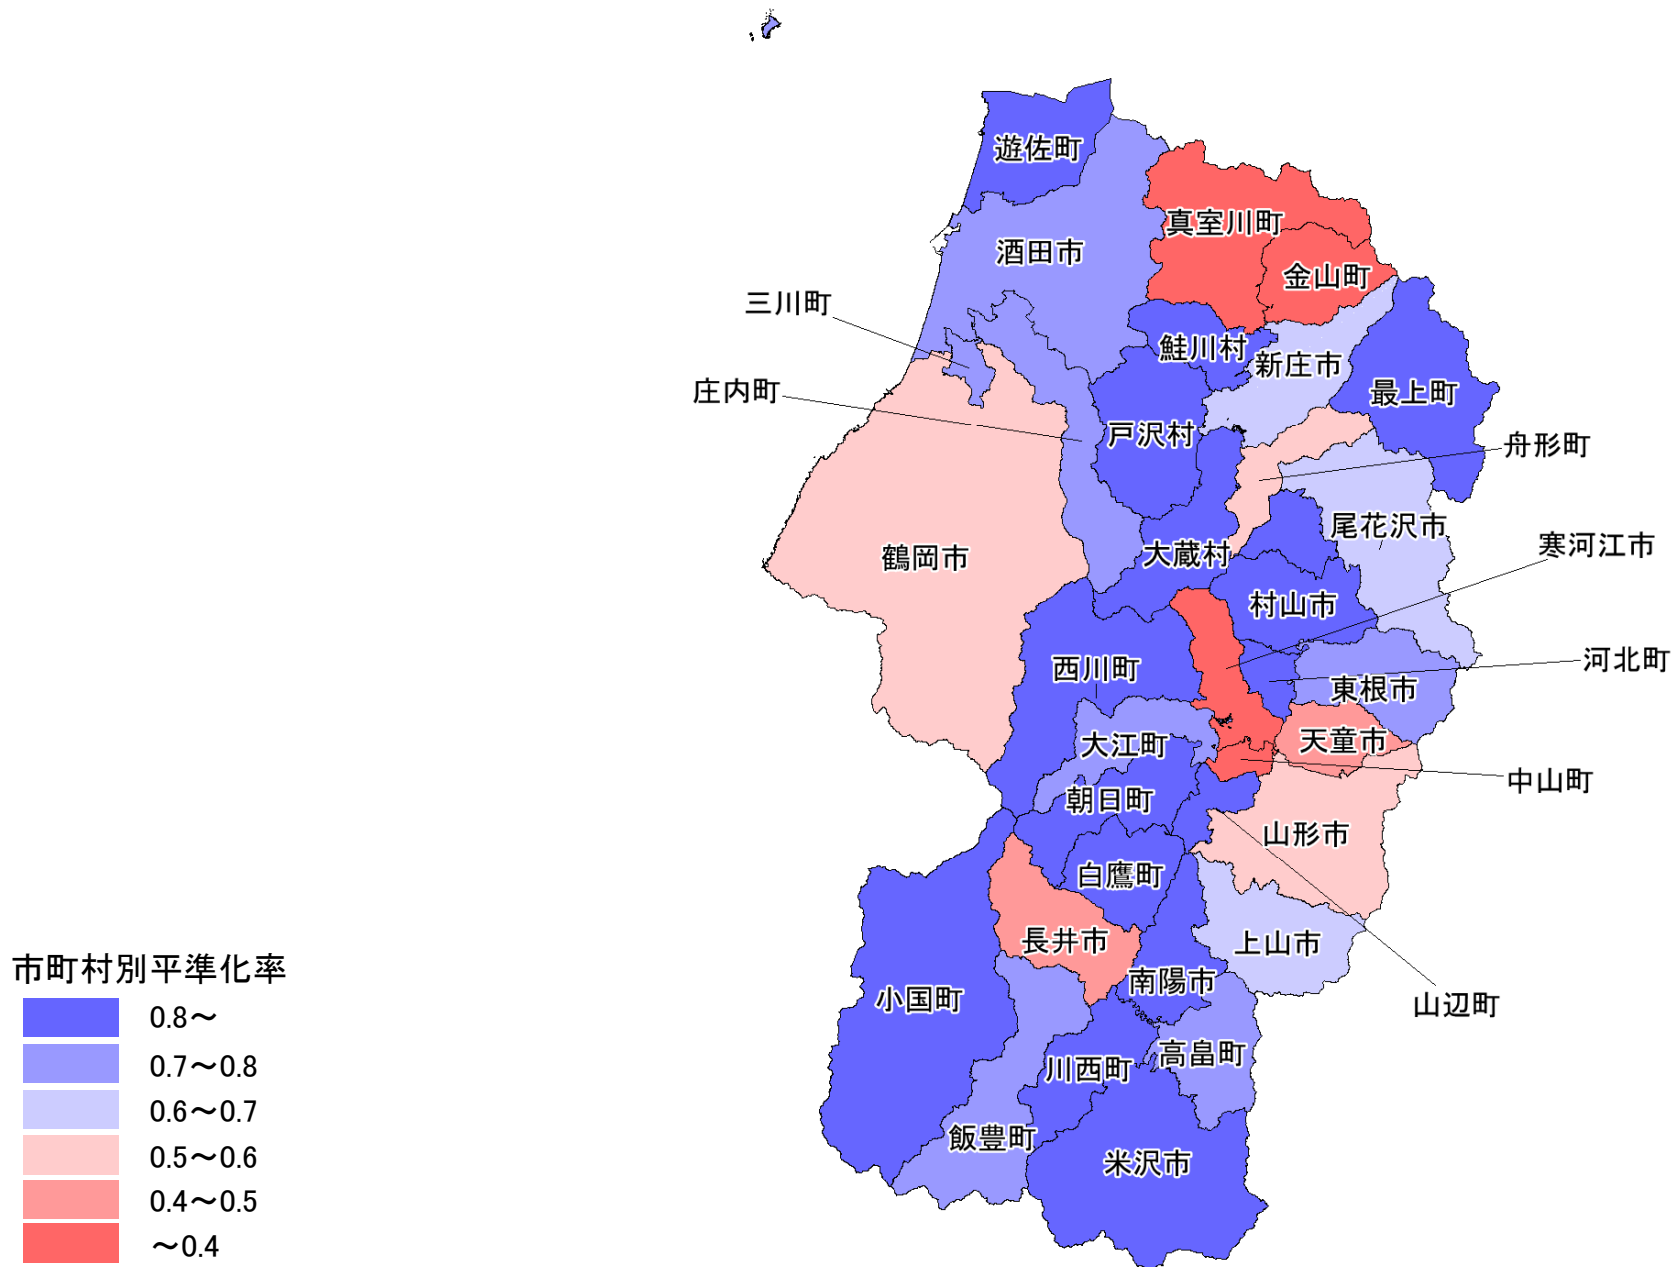 遊佐町
真室川町
酒田市
金山町
三川町
鮭川村
新庄市
庄内町
最上町
戸沢村
舟形町
尾花沢市
寒河江市
大蔵村
鶴岡市
村山市
河北町
西川町
東根市
天童市
大江町
中山町
朝日町
山形市
白鷹町
長井市
上山市
南陽市
小国町
山辺町
高畠町
川西町
飯豊町
米沢市
市町村別平準化率
0.8～
0.7～0.8
0.6～0.7
0.5～0.6
0.4～0.5
～0.4